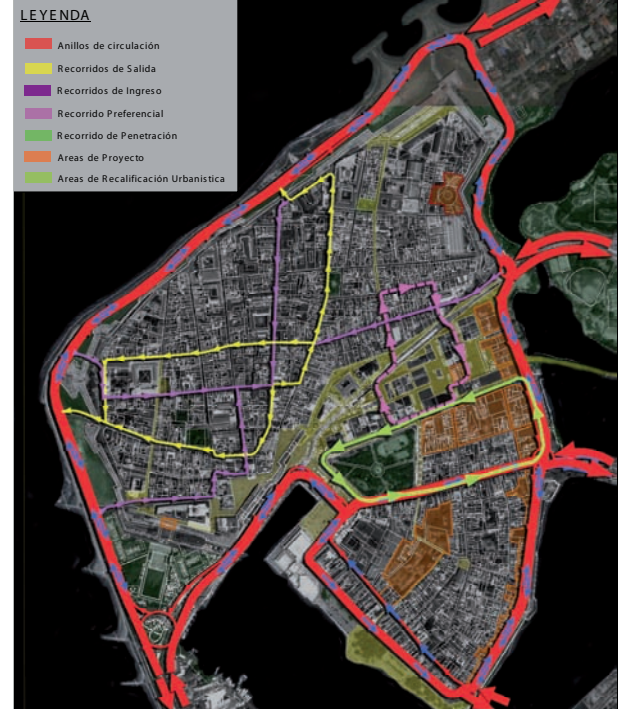 LEYENDA
Anillos de circulación
Recorridos de Salida
Recorridos de Ingreso
Recorrido Preferencial
Recorrido de Penetración
Areas de Proyecto
Areas de Recalificación Urbanistica